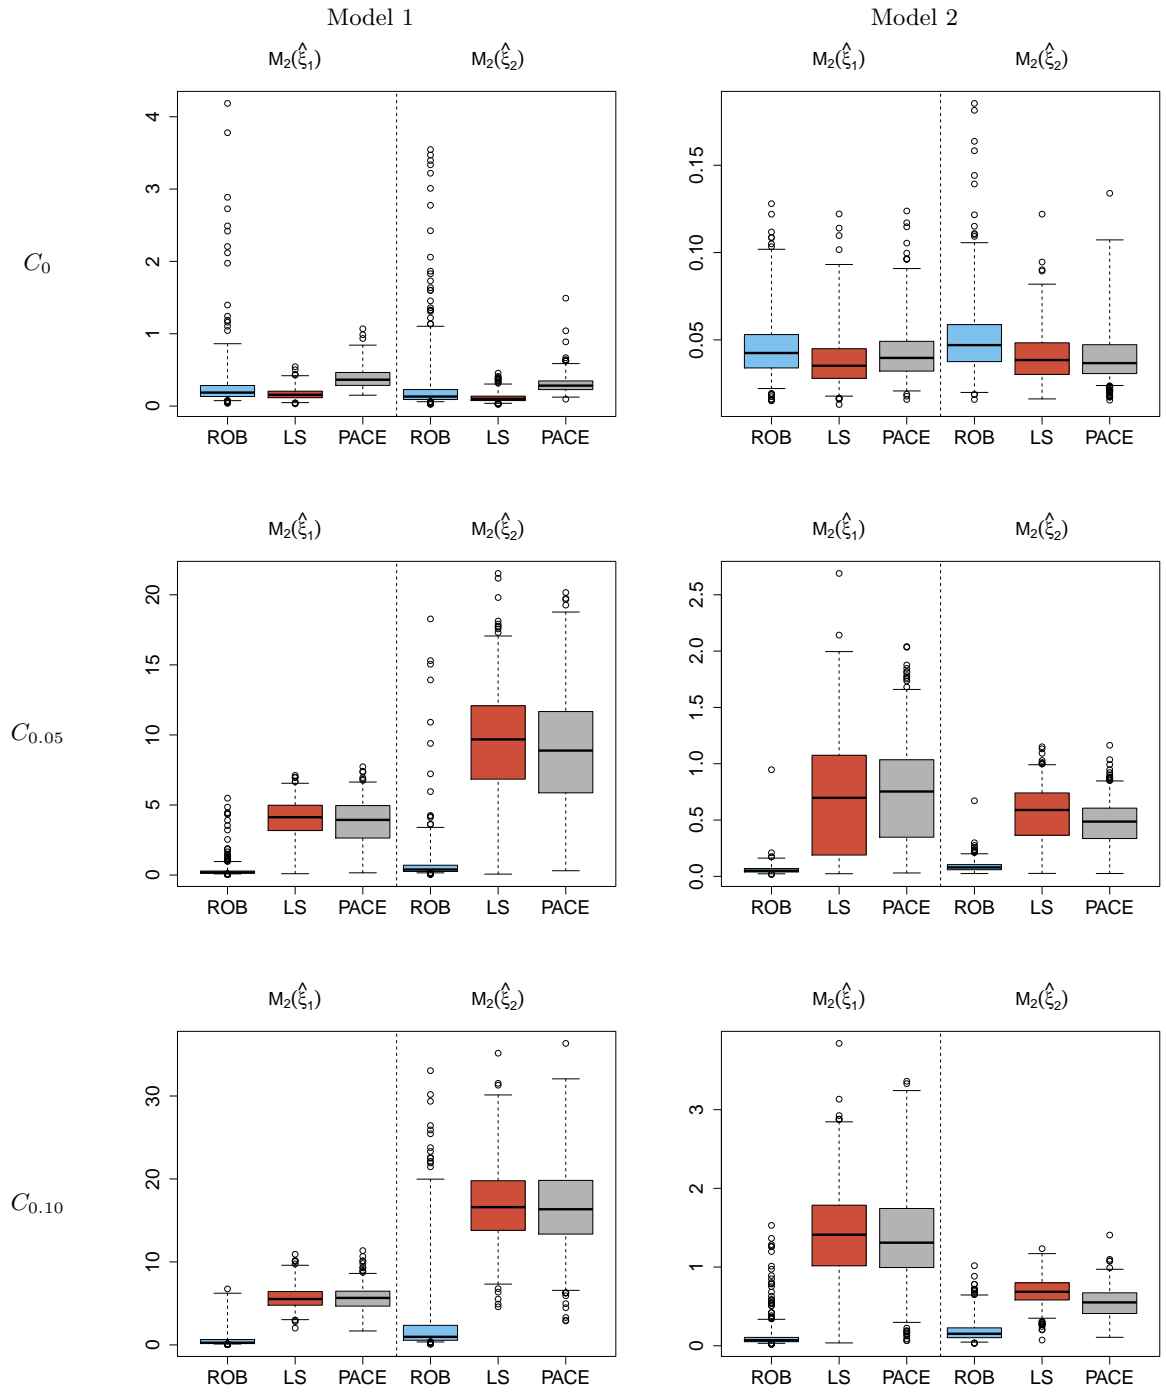 Model 1 Model 2
M₂(ξ̂₁) M₂(ξ̂₂) M₂(ξ̂₁) M₂(ξ̂₂)
C₀
4
3
2
1
0
0.15
0.10
0.05
ROB LS PACE ROB LS PACE ROB LS PACE ROB LS PACE
M₂(ξ̂₁) M₂(ξ̂₂) M₂(ξ̂₁) M₂(ξ̂₂)
C₀.₀₅
20
15
10
5
0
2.5
2.0
1.5
1.0
0.5
0.0
ROB LS PACE ROB LS PACE ROB LS PACE ROB LS PACE
M₂(ξ̂₁) M₂(ξ̂₂) M₂(ξ̂₁) M₂(ξ̂₂)
C₀.₁₀
30
20
10
0
3
2
1
0
ROB LS PACE ROB LS PACE ROB LS PACE ROB LS PACE